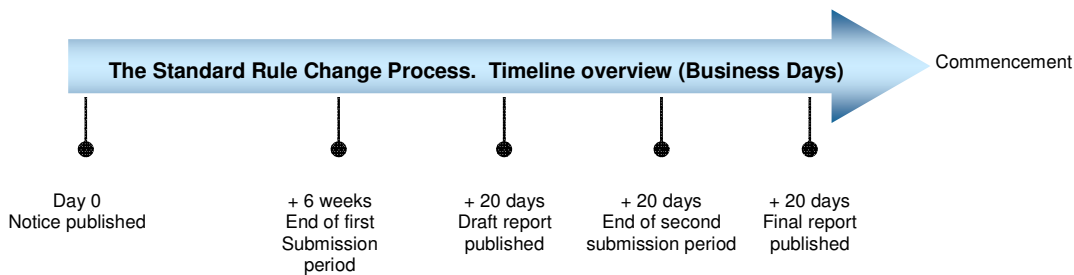 The Standard Rule Change Process.  Timeline overview (Business Days)
Commencement
Day 0
Notice published
+ 6 weeks
End of first
Submission
period
+ 20 days
Draft report
published
+ 20 days
End of second
submission period
+ 20 days
Final report
published